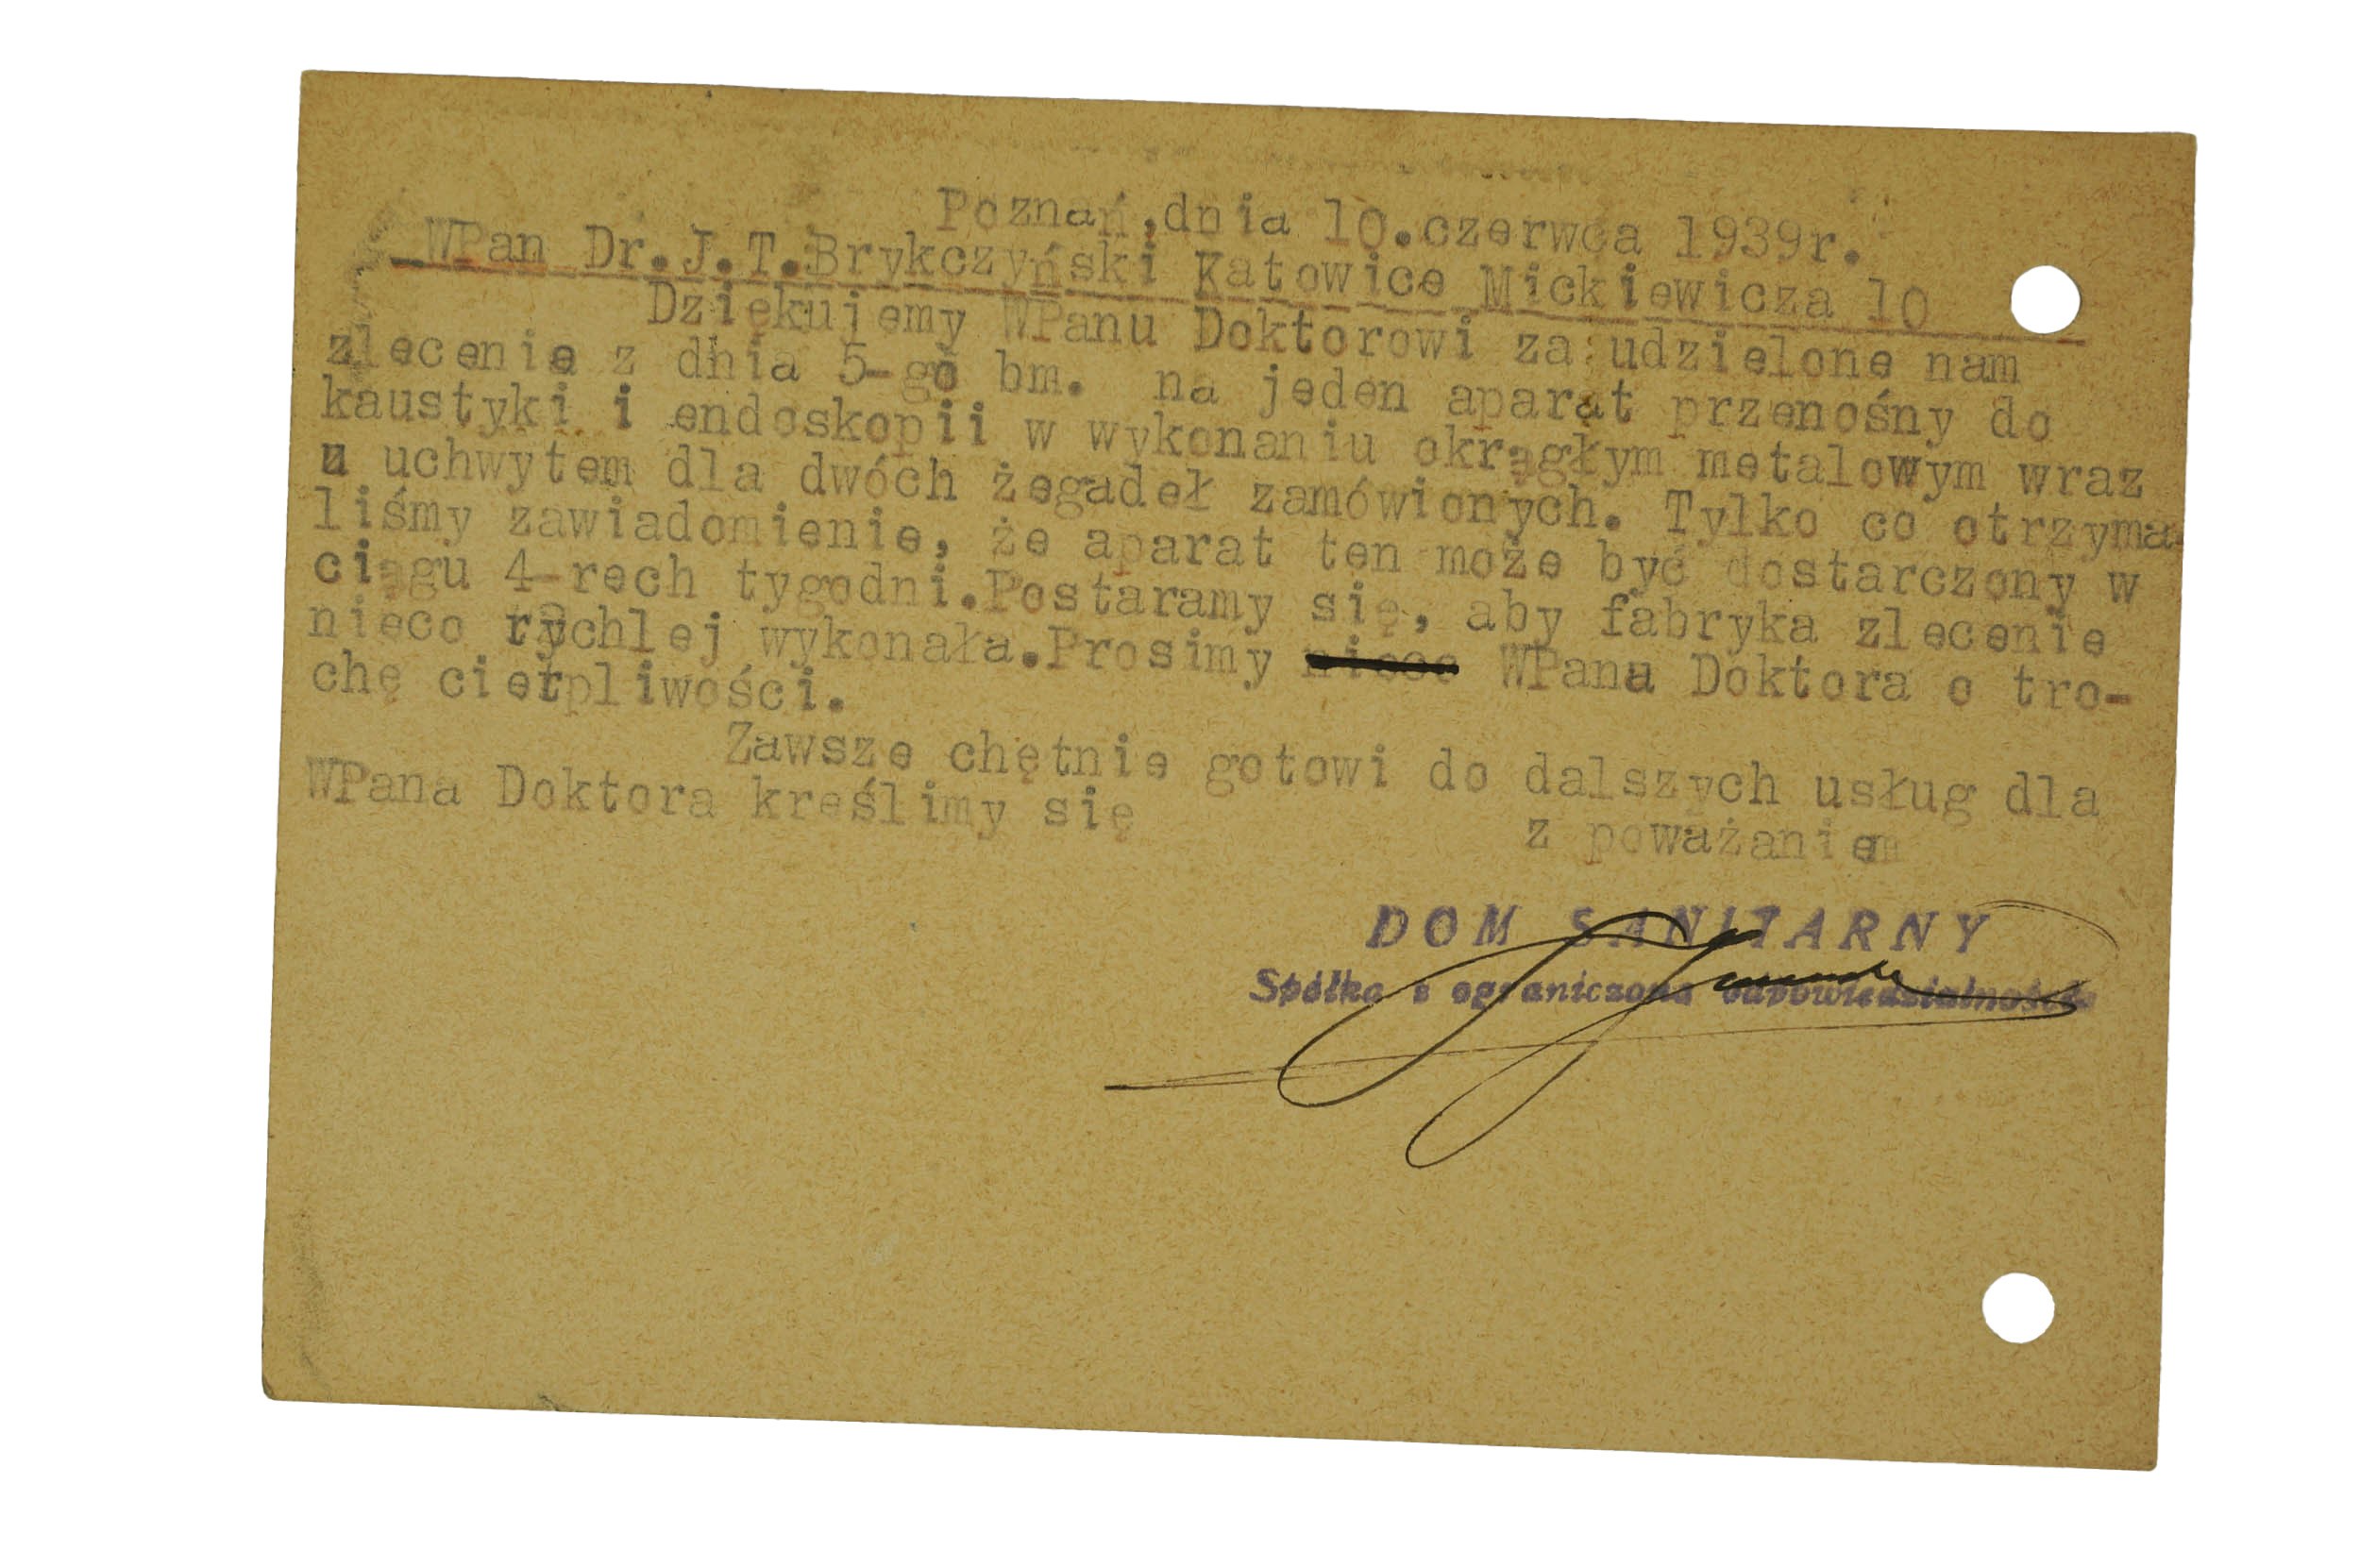 Poznań,dnia 10.czerwca 1939r.
WPan Dr.J.T.Brykczyński Katowice Mickiewicza 10
Dziękujemy WPanu Doktorowi za udzielone nam
zlecenie z dnia 5-go bm. na jeden aparat przenośny do
kaustyki i endoskopii w wykonaniu okrągłym metalowym wraz
z uchwytem dla dwóch żegadeł zamówionych. Tylko co otrzyma-
liśmy zawiadomienie, że aparat ten może być dostarczony w
ciągu 4-rech tygodni.Postaramy się, aby fabryka zlecenie
nieco rychlej wykonała.Prosimy nieco WPana Doktora o tro-
chę cierpliwości.
Zawsze chętnie gotowi do dalszych usług dla
WPana Doktora kreślimy się
z poważaniem
DOM SANITARNY
Spółka z ograniczoną odpowiedzialnością